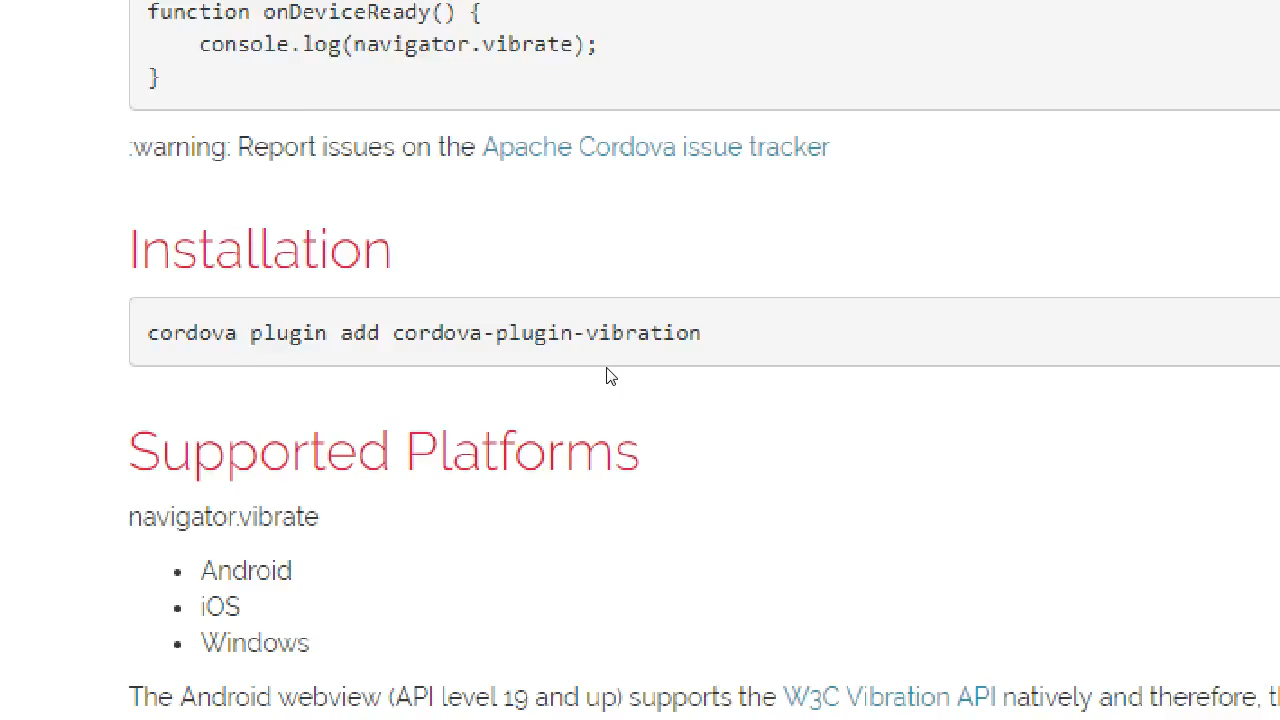 function onDeviceReady() {
console.log(navigator.vibrate);
}
:warning: Report issues on the Apache Cordova issue tracker
Installation
cordova plugin add cordova-plugin-vibration
Supported Platforms
navigator.vibrate
• Android
• iOS
• Windows
The Android webview (API level 19 and up) supports the W3C Vibration API natively and therefore,